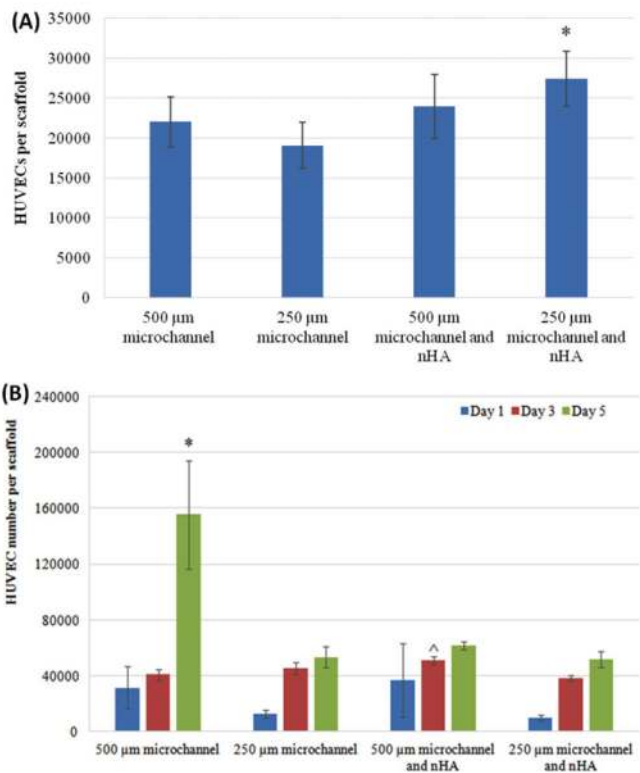 (A)
*
HUVECs per scaffold
35000
30000
25000
20000
15000
10000
5000
0
500 µm
microchannel
250 µm
microchannel
500 µm
microchannel and
nHA
250 µm
microchannel and
nHA
(B)
HUVEC number per scaffold
240000
200000
160000
120000
80000
40000
0
Day 1 Day 3 Day 5
*
^
500 µm microchannel
250 µm microchannel
500 µm microchannel
and nHA
250 µm microchannel
and nHA